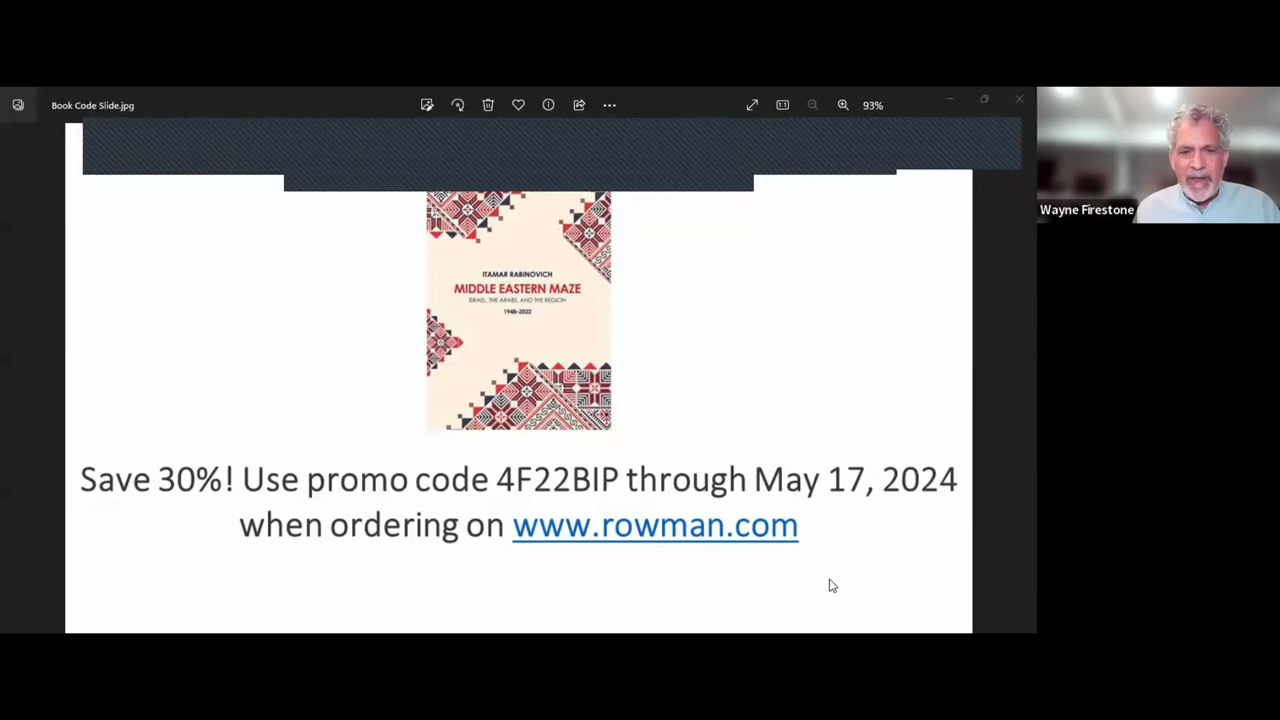 Book Code Slide.jpg
93%
Wayne Firestone
ITAMAR RABINOVICH
MIDDLE EASTERN MAZE
ISRAEL, THE ARABS, AND THE REGION
1948–2022
Save 30%! Use promo code 4F22BIP through May 17, 2024
when ordering on www.rowman.com